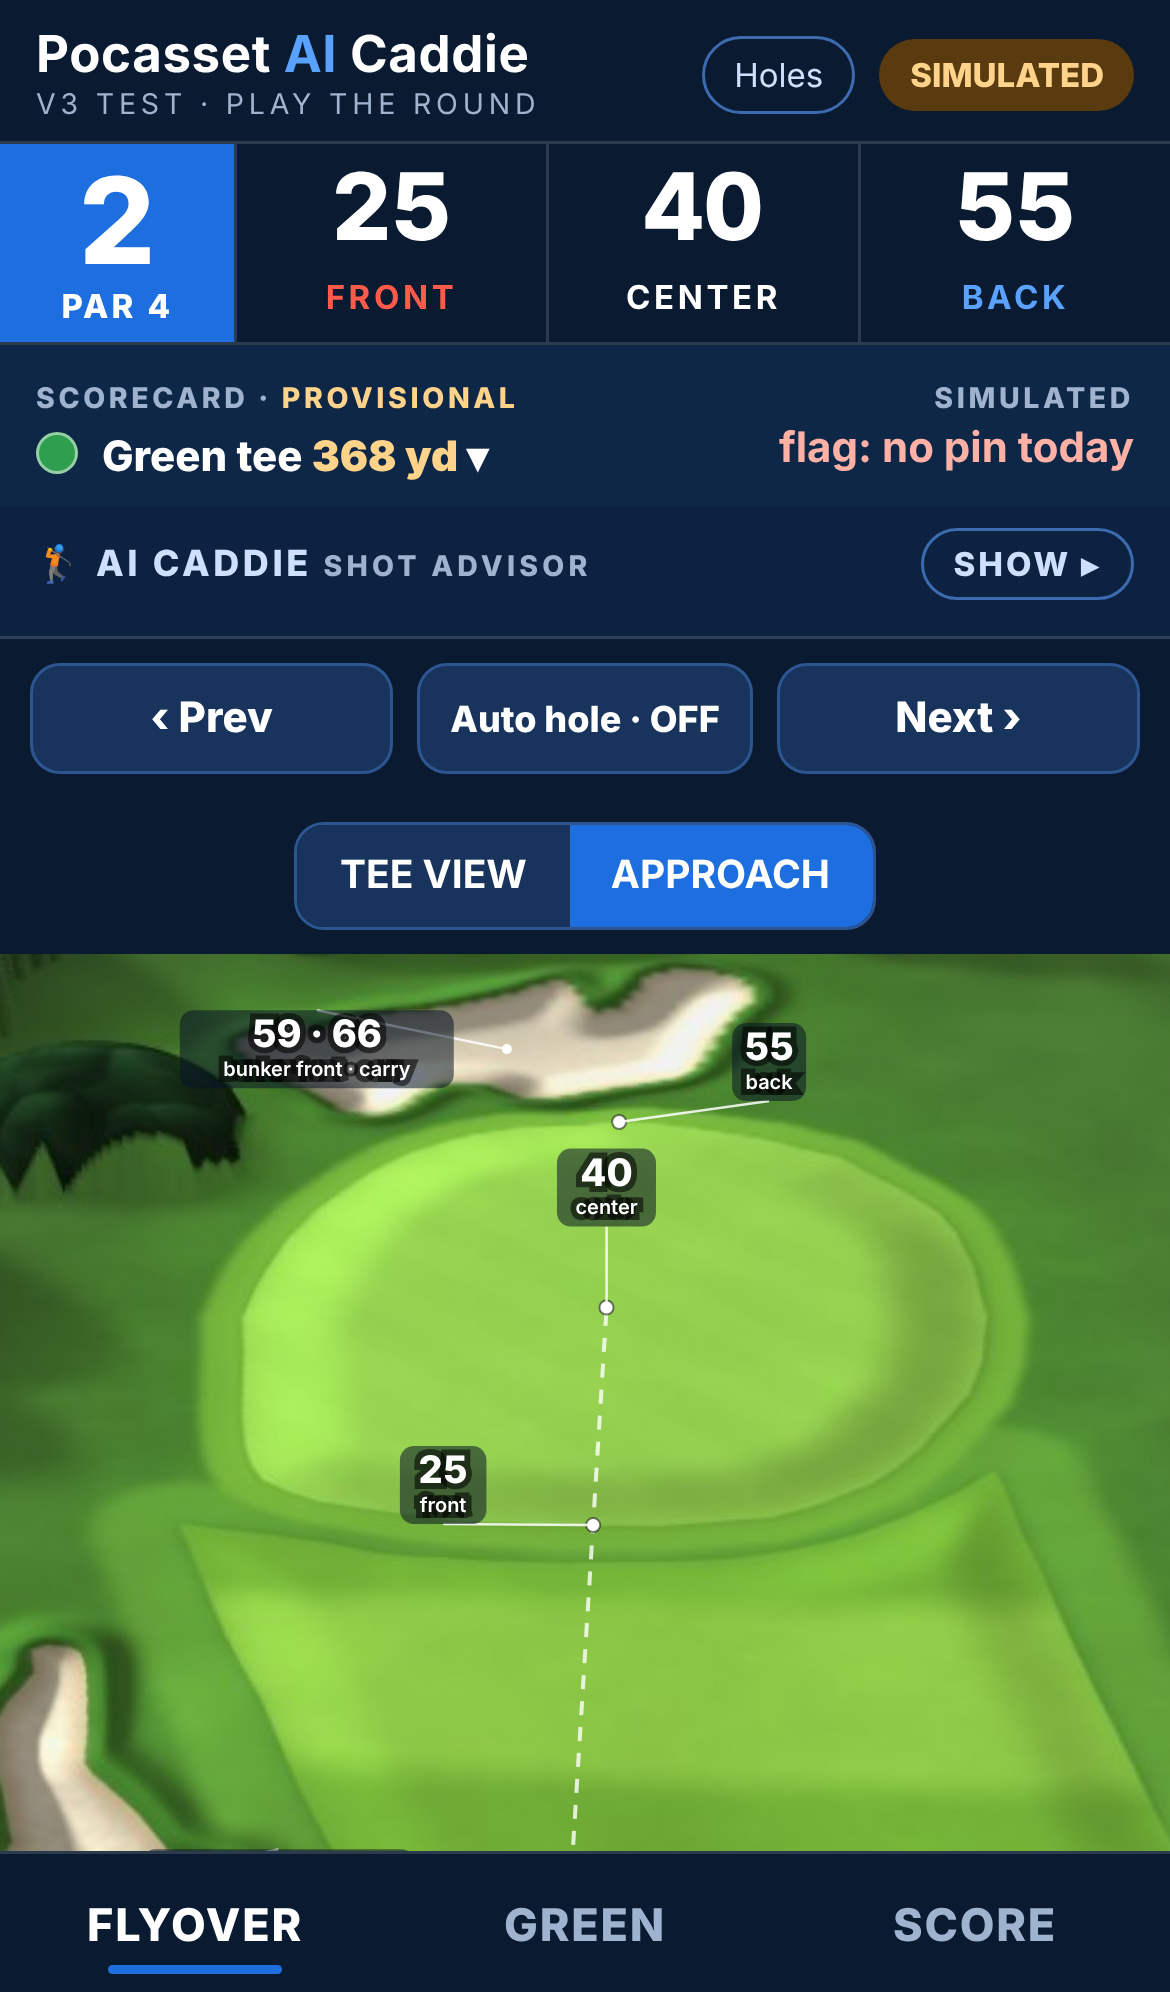 Pocasset AI Caddie
V3 TEST · PLAY THE ROUND
Holes
SIMULATED
2
PAR 4
25
FRONT
40
CENTER
55
BACK
SCORECARD · PROVISIONAL
Green tee 368 yd ▾
SIMULATED
flag: no pin today
AI CADDIE SHOT ADVISOR
SHOW ▸
‹ Prev
Auto hole · OFF
Next ›
TEE VIEW
APPROACH
59 · 66
bunker front · carry
55
back
40
center
25
front
FLYOVER
GREEN
SCORE